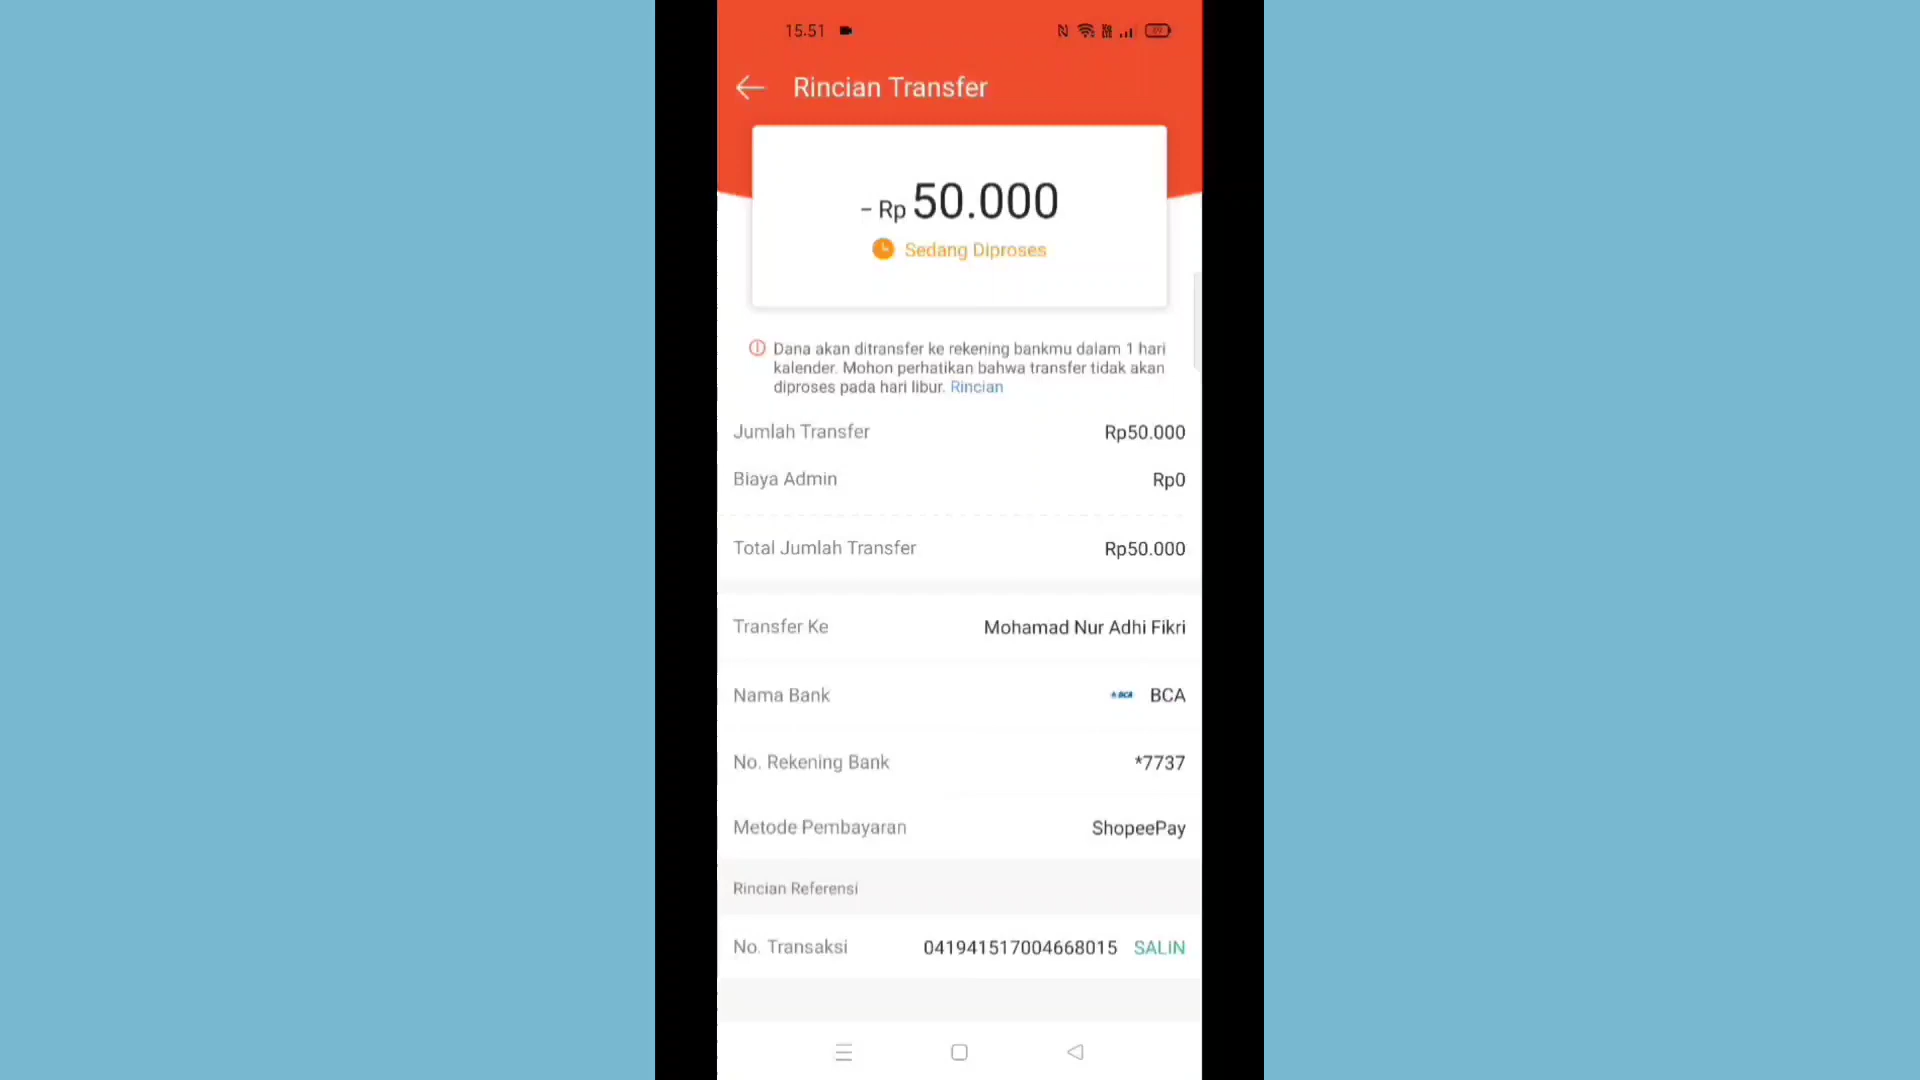 15.51
Rincian Transfer
− Rp 50.000
Sedang Diproses
Dana akan ditransfer ke rekening bankmu dalam 1 hari
kalender. Mohon perhatikan bahwa transfer tidak akan
diproses pada hari libur. Rincian
Jumlah Transfer Rp50.000
Biaya Admin Rp0
Total Jumlah Transfer Rp50.000
Transfer Ke Mohamad Nur Adhi Fikri
Nama Bank BCA BCA
No. Rekening Bank *7737
Metode Pembayaran ShopeePay
Rincian Referensi
No. Transaksi 041941517004668015 SALIN